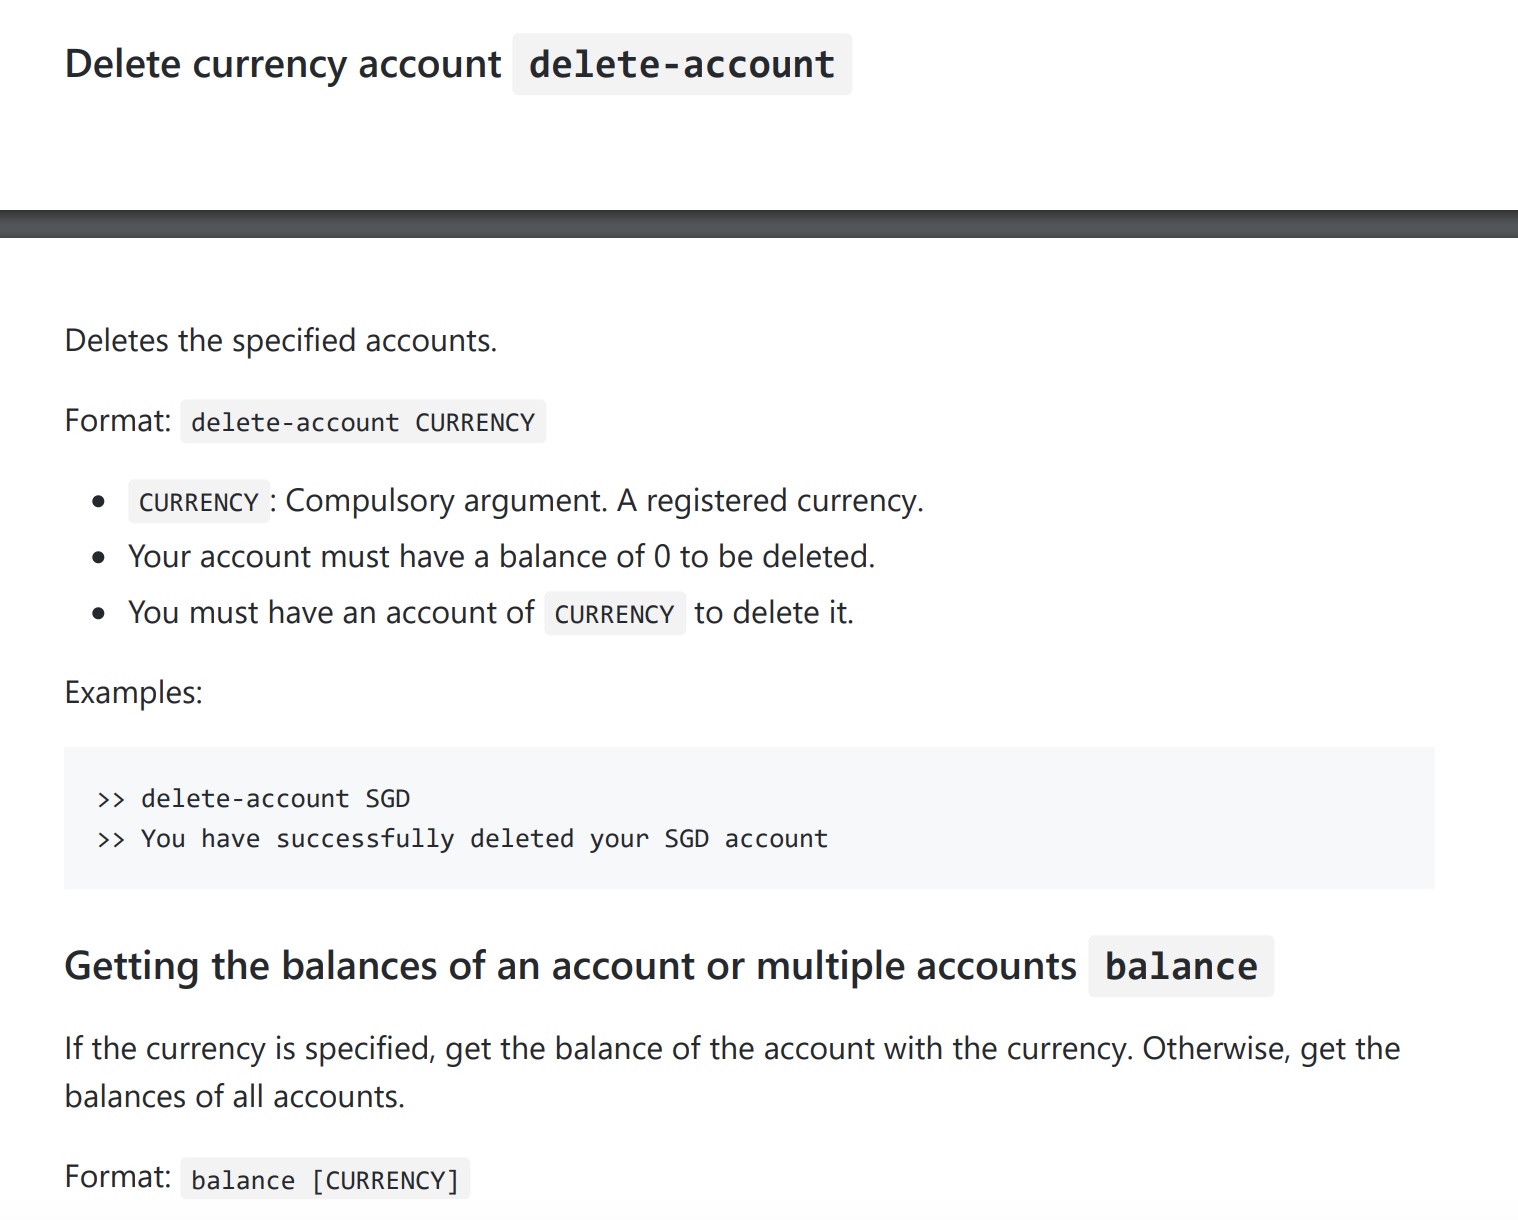 Delete currency account delete-account
Deletes the specified accounts.
Format: delete-account CURRENCY
• CURRENCY: Compulsory argument. A registered currency.
• Your account must have a balance of 0 to be deleted.
• You must have an account of CURRENCY to delete it.
Examples:
>> delete-account SGD
>> You have successfully deleted your SGD account
Getting the balances of an account or multiple accounts balance
If the currency is specified, get the balance of the account with the currency. Otherwise, get the
balances of all accounts.
Format: balance [CURRENCY]